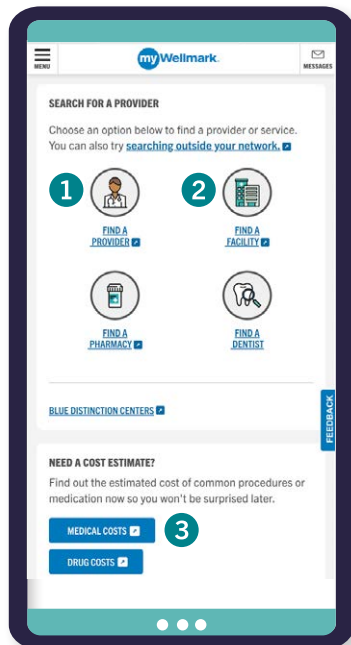 MENU
myWellmark.
MESSAGES
SEARCH FOR A PROVIDER
Choose an option below to find a provider or service.
You can also try searching outside your network.
1
2
FIND A
PROVIDER
FIND A
FACILITY
FIND A
PHARMACY
FIND A
DENTIST
BLUE DISTINCTION CENTERS
FEEDBACK
NEED A COST ESTIMATE?
Find out the estimated cost of common procedures or
medication now so you won't be surprised later.
MEDICAL COSTS
3
DRUG COSTS